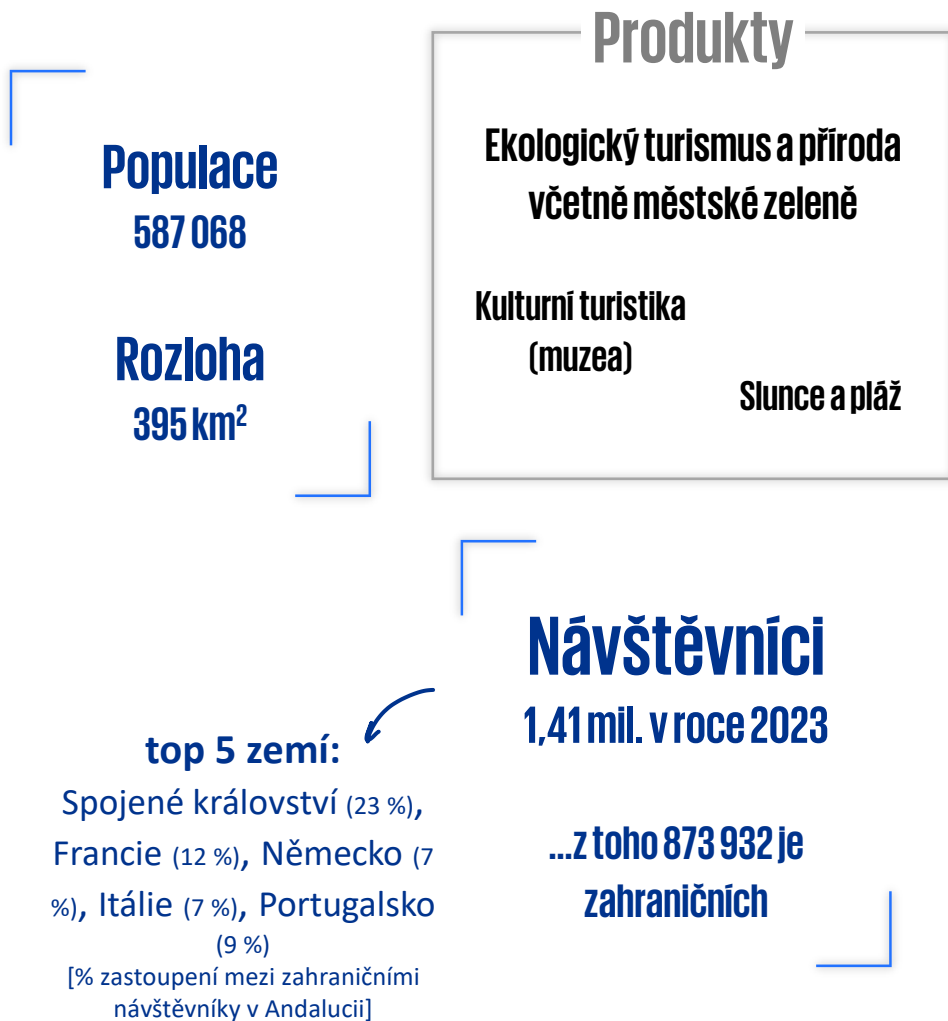 Populace
587 068
Rozloha
395 km²
Produkty
Ekologický turismus a příroda
včetně městské zeleně
Kulturní turistika
(muzea)
Slunce a pláž
Návštěvníci
1,41 mil. v roce 2023
...z toho 873 932 je
zahraničních
top 5 zemí:
Spojené království (23 %),
Francie (12 %), Německo (7
%), Itálie (7 %), Portugalsko
(9 %)
[% zastoupení mezi zahraničními
návštěvníky v Andalucii]